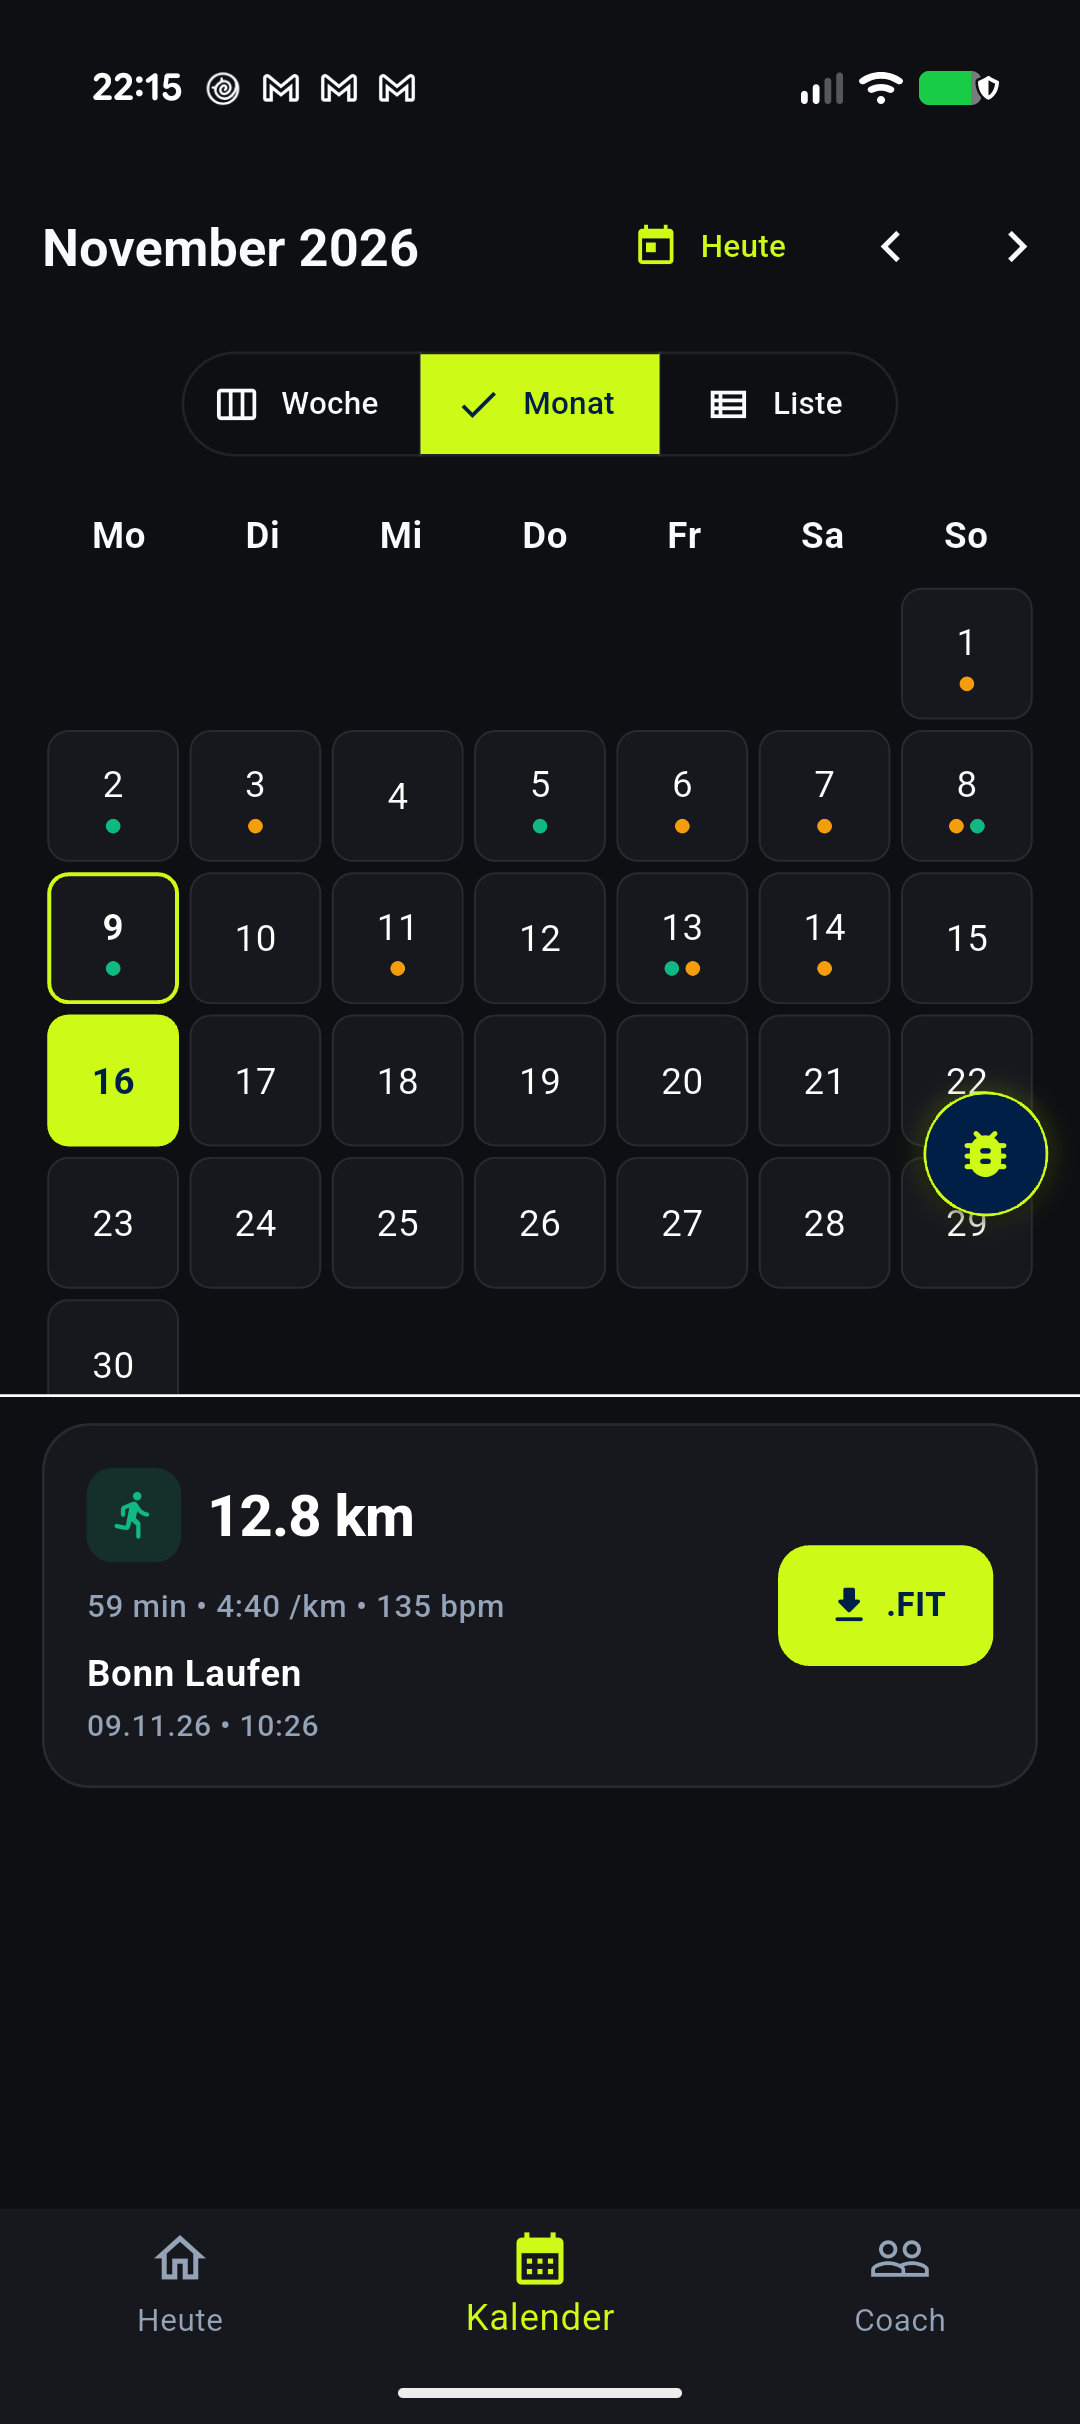 22:15
November 2026 Heute
Woche Monat Liste
Mo Di Mi Do Fr Sa So
1
2 3 4 5 6 7 8
9 10 11 12 13 14 15
16 17 18 19 20 21 22
23 24 25 26 27 28 29
30
12.8 km
59 min • 4:40 /km • 135 bpm
.FIT
Bonn Laufen
09.11.26 • 10:26
Heute Kalender Coach